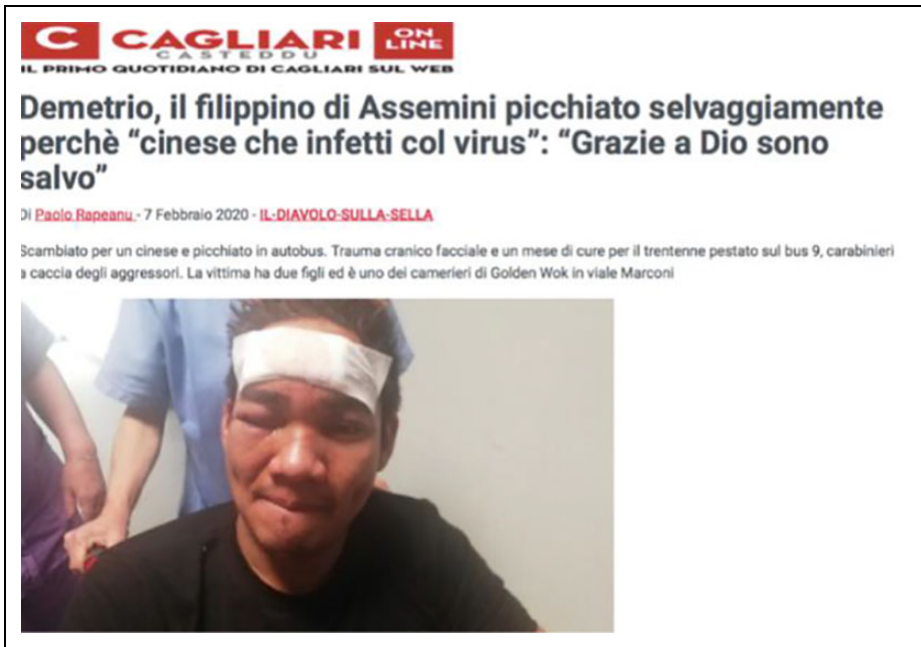 C CAGLIARI ON
LINE
CASTEDDU
IL PRIMO QUOTIDIANO DI CAGLIARI SUL WEB
Demetrio, il filippino di Assemini picchiato selvaggiamente
perchè “cinese che infetti col virus”: “Grazie a Dio sono
salvo”
Di Paolo Rapeanu - 7 Febbraio 2020 - IL-DIAVOLO-SULLA-SELLA
Scambiato per un cinese e picchiato in autobus. Trauma cranico facciale e un mese di cure per il trentenne pestato sul bus 9, carabinieri
a caccia degli aggressori. La vittima ha due figli ed è uno dei camerieri di Golden Wok in viale Marconi